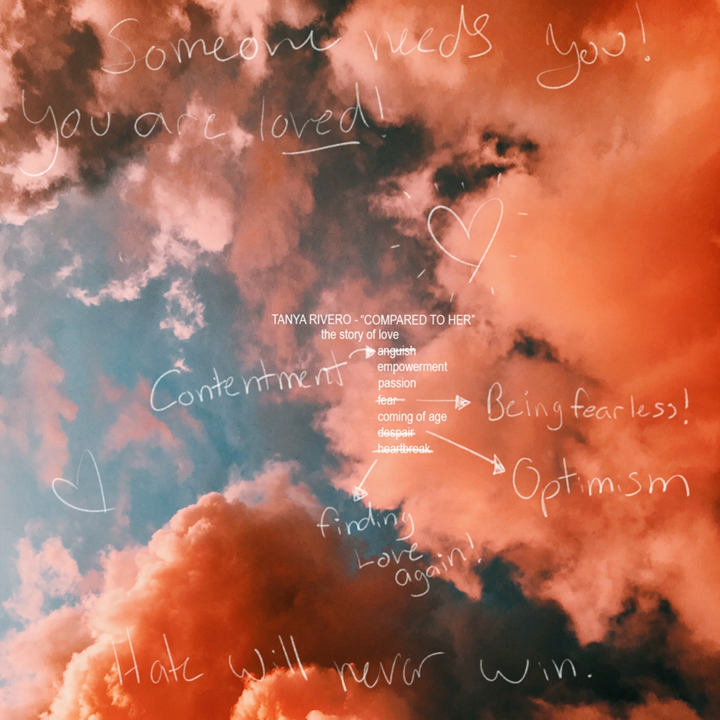 Someone needs You!
You are loved!
TANYA RIVERO - "COMPARED TO HER"
the story of love
Contentment
anguish
empowerment
passion
fear
Being fearless!
coming of age
despair
Optimism
heartbreak
finding
Love
again!
Hate will never win.